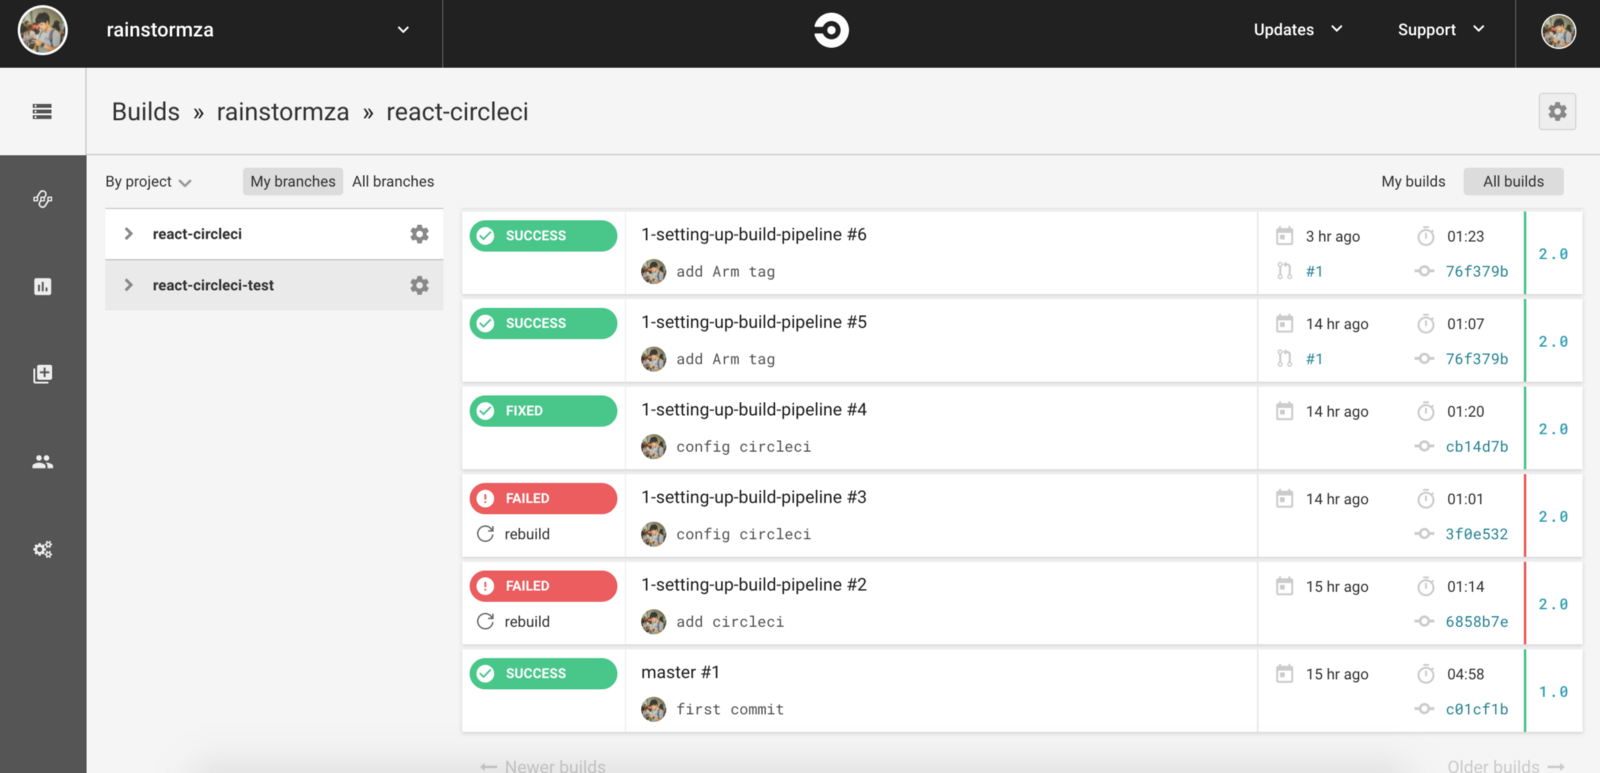 rainstormza
Updates
Support
Builds » rainstormza » react-circleci
By project
My branches
All branches
My builds
All builds
react-circleci
react-circleci-test
SUCCESS
1-setting-up-build-pipeline #6
add Arm tag
3 hr ago
01:23
#1
76f379b
2.0
SUCCESS
1-setting-up-build-pipeline #5
add Arm tag
14 hr ago
01:07
#1
76f379b
2.0
FIXED
1-setting-up-build-pipeline #4
config circleci
14 hr ago
01:20
cb14d7b
2.0
FAILED
rebuild
1-setting-up-build-pipeline #3
config circleci
14 hr ago
01:01
3f0e532
2.0
FAILED
rebuild
1-setting-up-build-pipeline #2
add circleci
15 hr ago
01:14
6858b7e
2.0
SUCCESS
master #1
first commit
15 hr ago
04:58
c01cf1b
1.0
← Newer builds
Older builds →